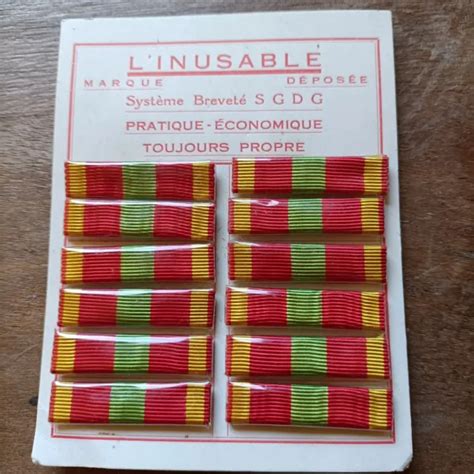 L'INUSABLE
MARQUE DÉPOSÉE
Système Breveté S G D G
PRATIQUE - ÉCONOMIQUE
TOUJOURS PROPRE